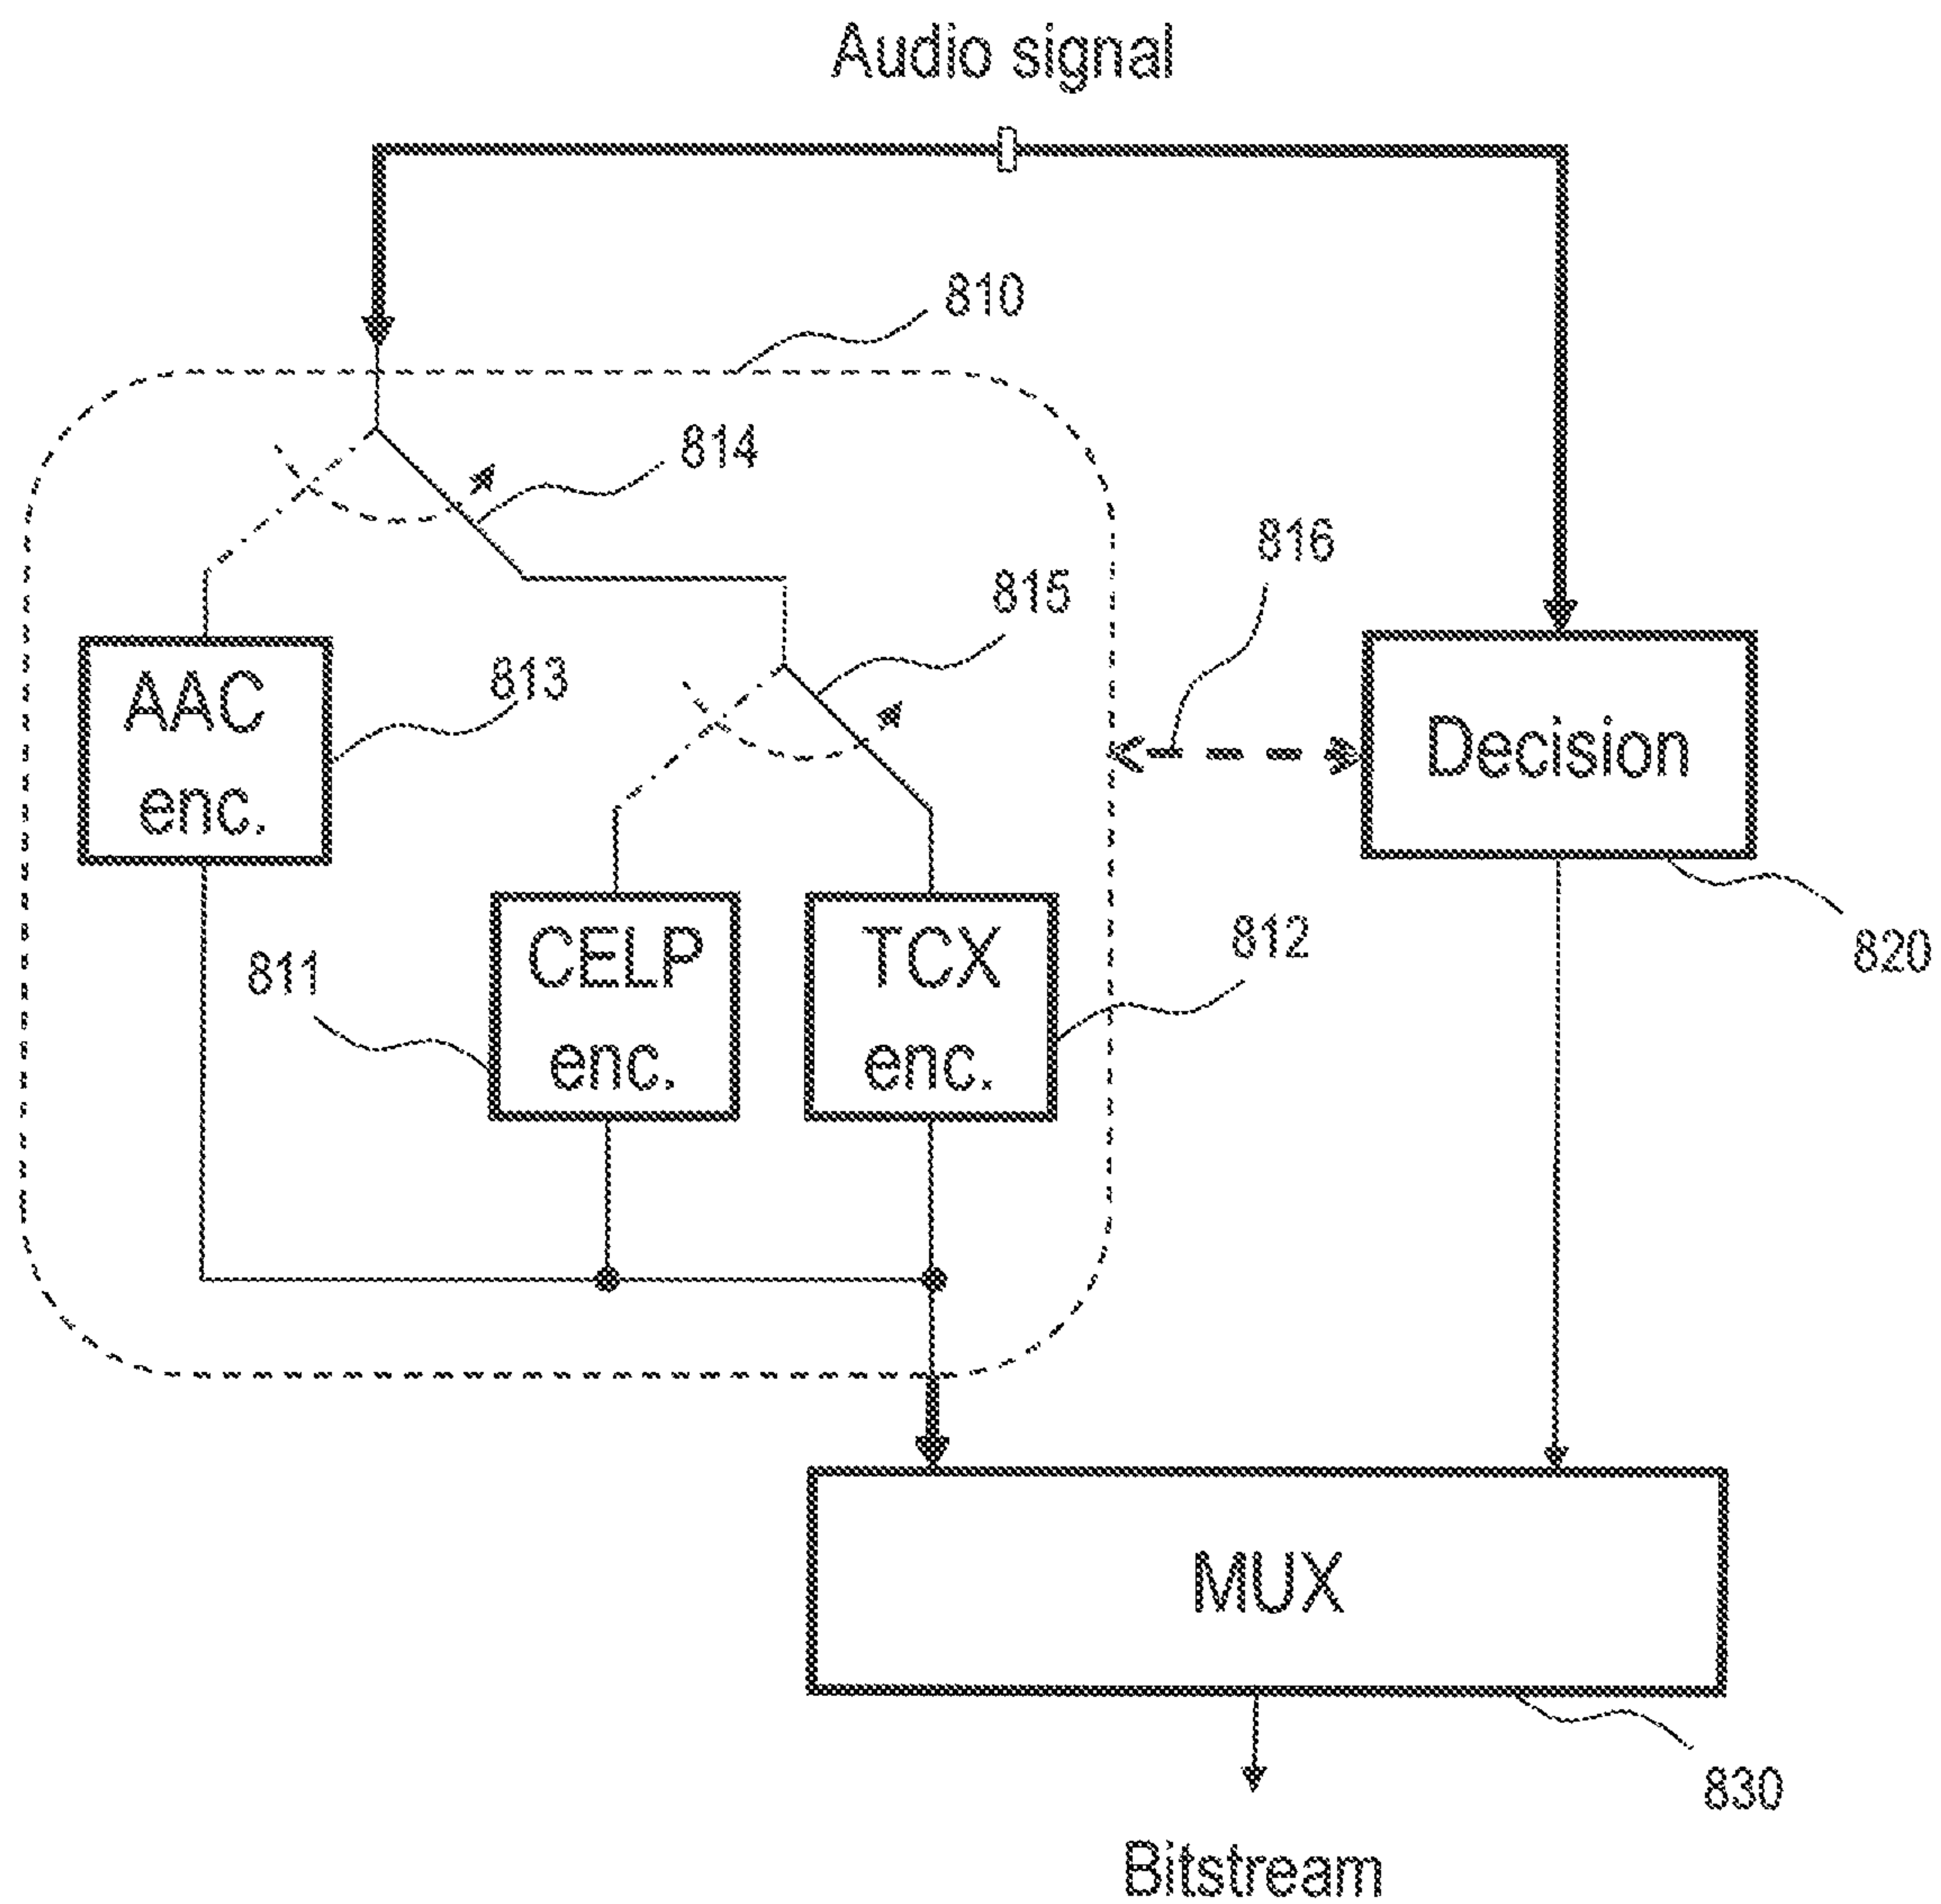 Audio signal
810
814
816
815
AAC
enc.
813
Decision
811
CELP
enc.
TCX
enc.
812
820
MUX
830
Bitstream